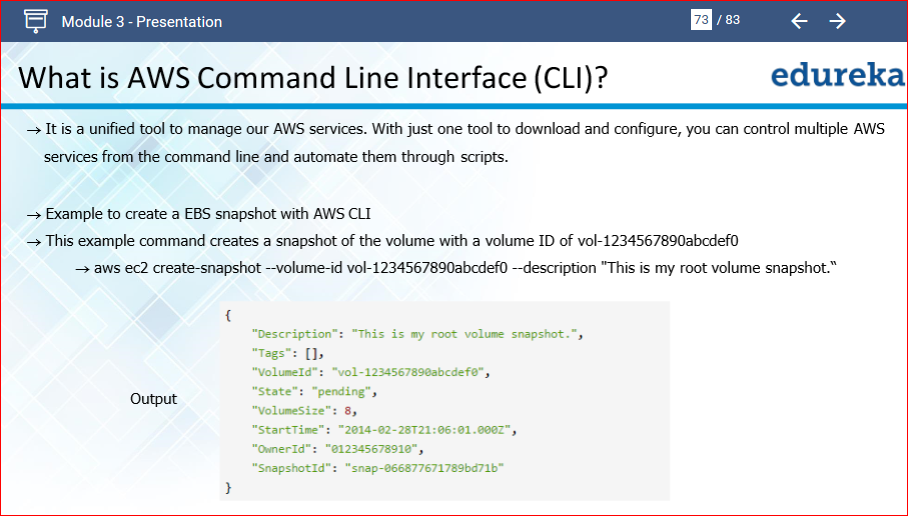 Module 3 - Presentation
73 / 83
What is AWS Command Line Interface (CLI)?
edureka
→ It is a unified tool to manage our AWS services. With just one tool to download and configure, you can control multiple AWS
services from the command line and automate them through scripts.
→ Example to create a EBS snapshot with AWS CLI
→ This example command creates a snapshot of the volume with a volume ID of vol-1234567890abcdef0
→ aws ec2 create-snapshot --volume-id vol-1234567890abcdef0 --description "This is my root volume snapshot.“
Output
{
"Description": "This is my root volume snapshot.",
"Tags": [],
"VolumeId": "vol-1234567890abcdef0",
"State": "pending",
"VolumeSize": 8,
"StartTime": "2014-02-28T21:06:01.000Z",
"OwnerId": "012345678910",
"SnapshotId": "snap-066877671789bd71b"
}